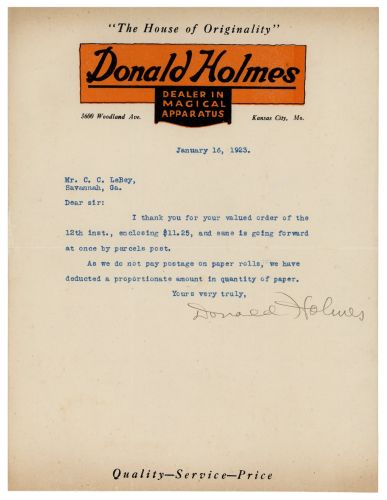 "The House of Originality"
Donald Holmes
DEALER IN
MAGICAL
APPARATUS
5600 Woodland Ave.
Kansas City, Mo.
January 16, 1923.
Mr. C. C. LeBey,
Savannah, Ga.
Dear sir:
I thank you for your valued order of the
12th inst., enclosing $11.25, and same is going forward
at once by parcels post.
As we do not pay postage on paper rolls, we have
deducted a proportionate amount in quantity of paper.
Yours very truly,
Donald Holmes
Quality—Service—Price